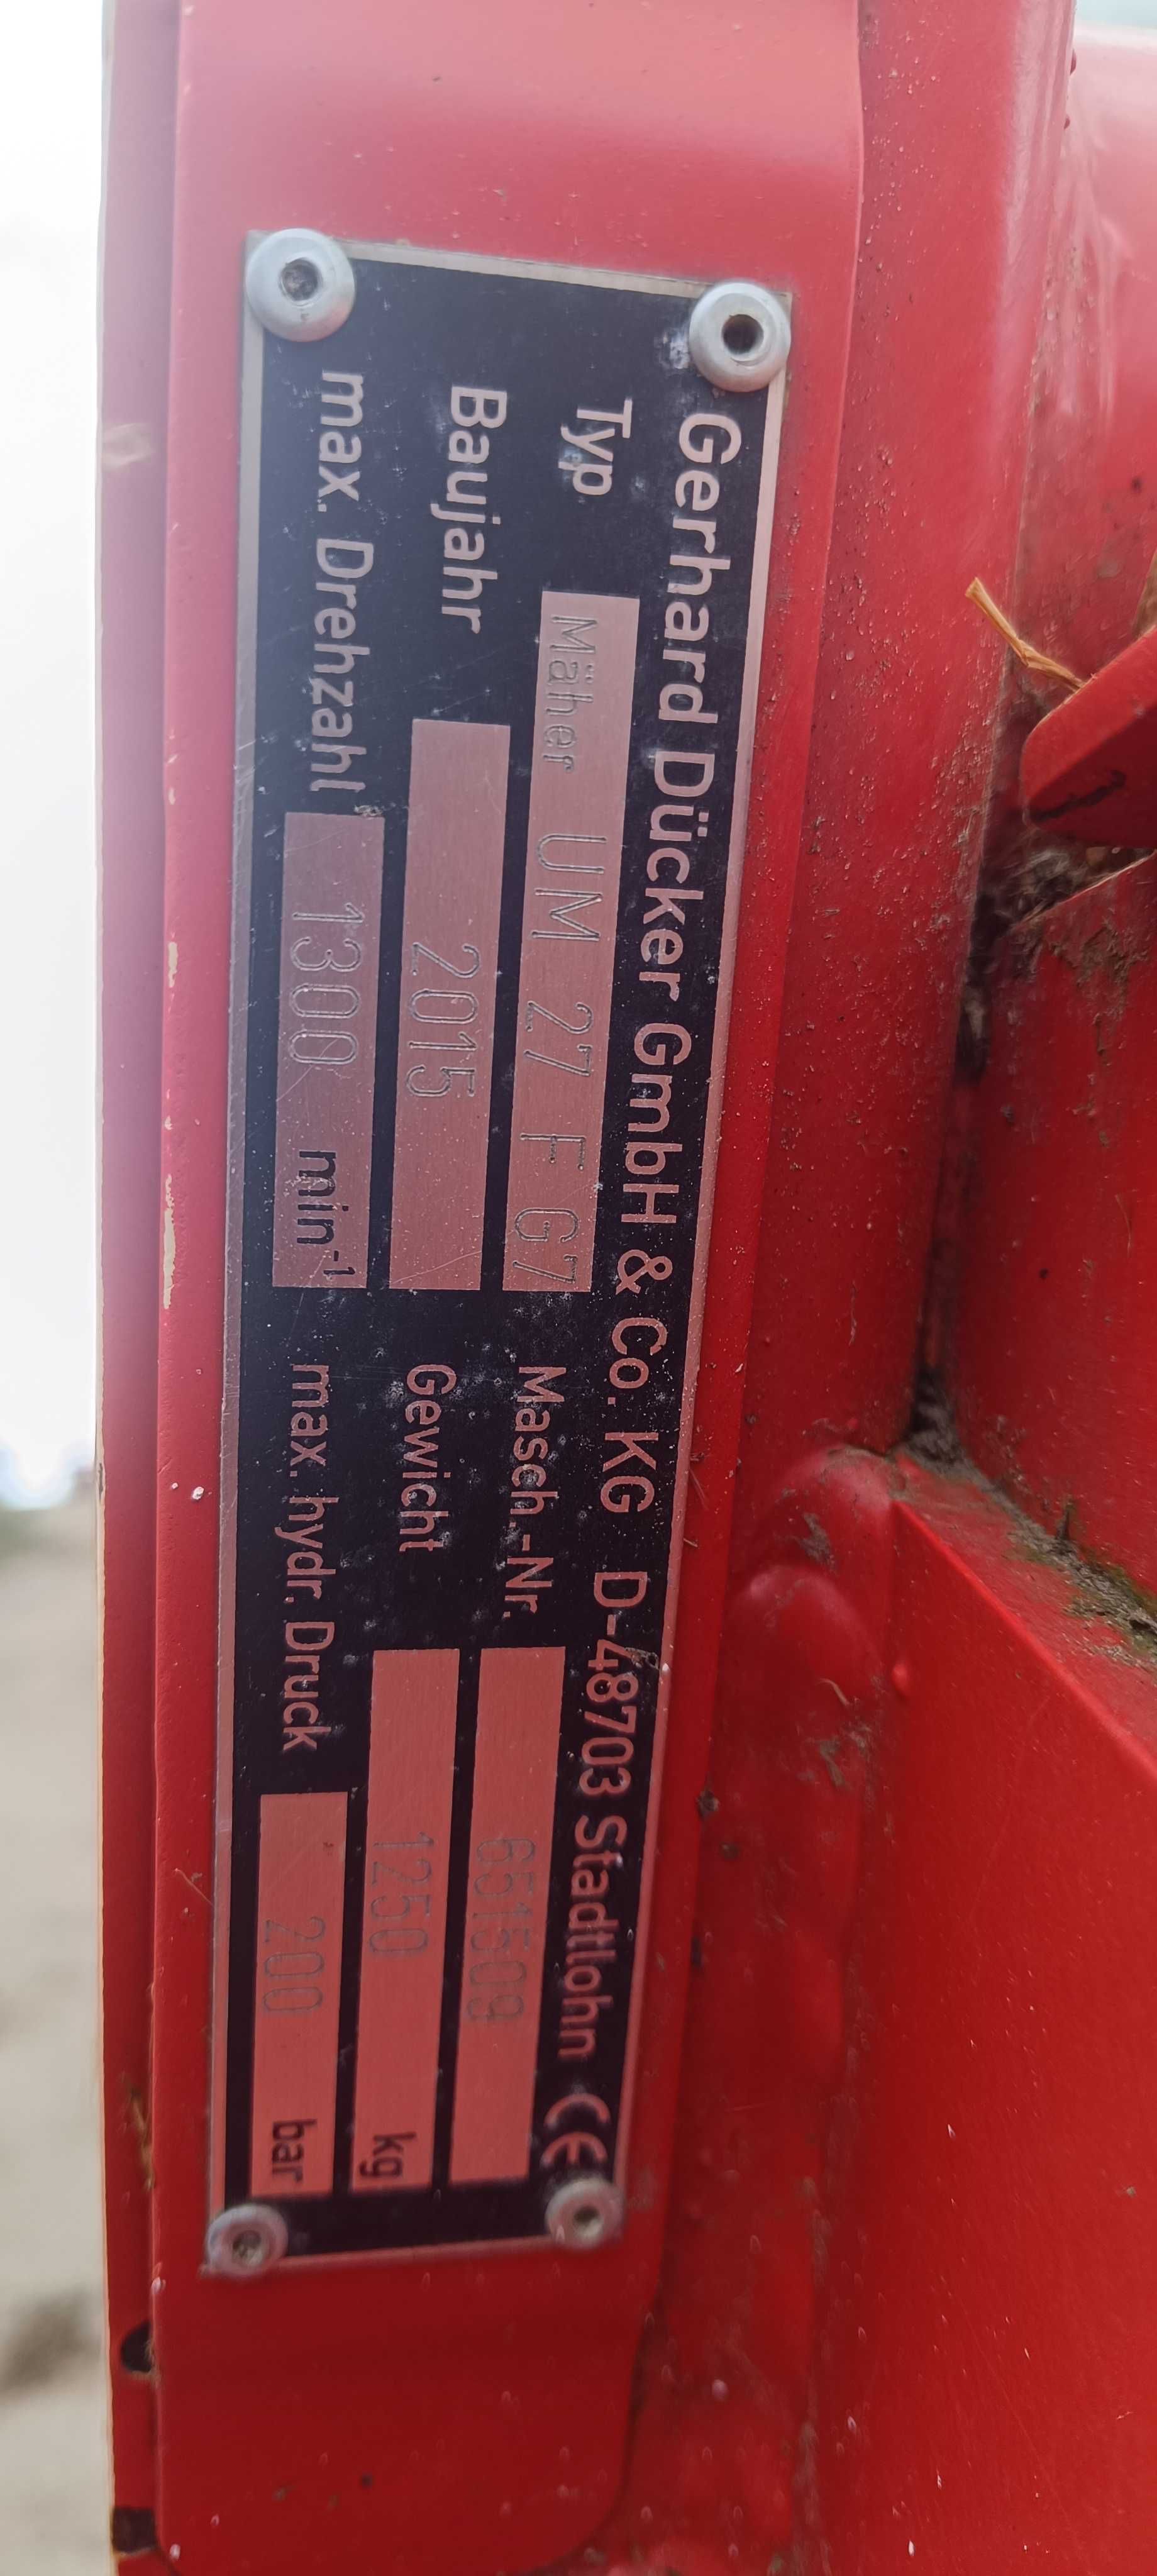 Gerhard Dücker GmbH & Co. KG D-48703 Stadtlohn CE
Typ Mäher UM 27 F G7 Masch.-Nr. 651509
Baujahr 2015 Gewicht 1250 kg
max. Drehzahl 1300 min⁻¹ max. hydr. Druck 200 bar